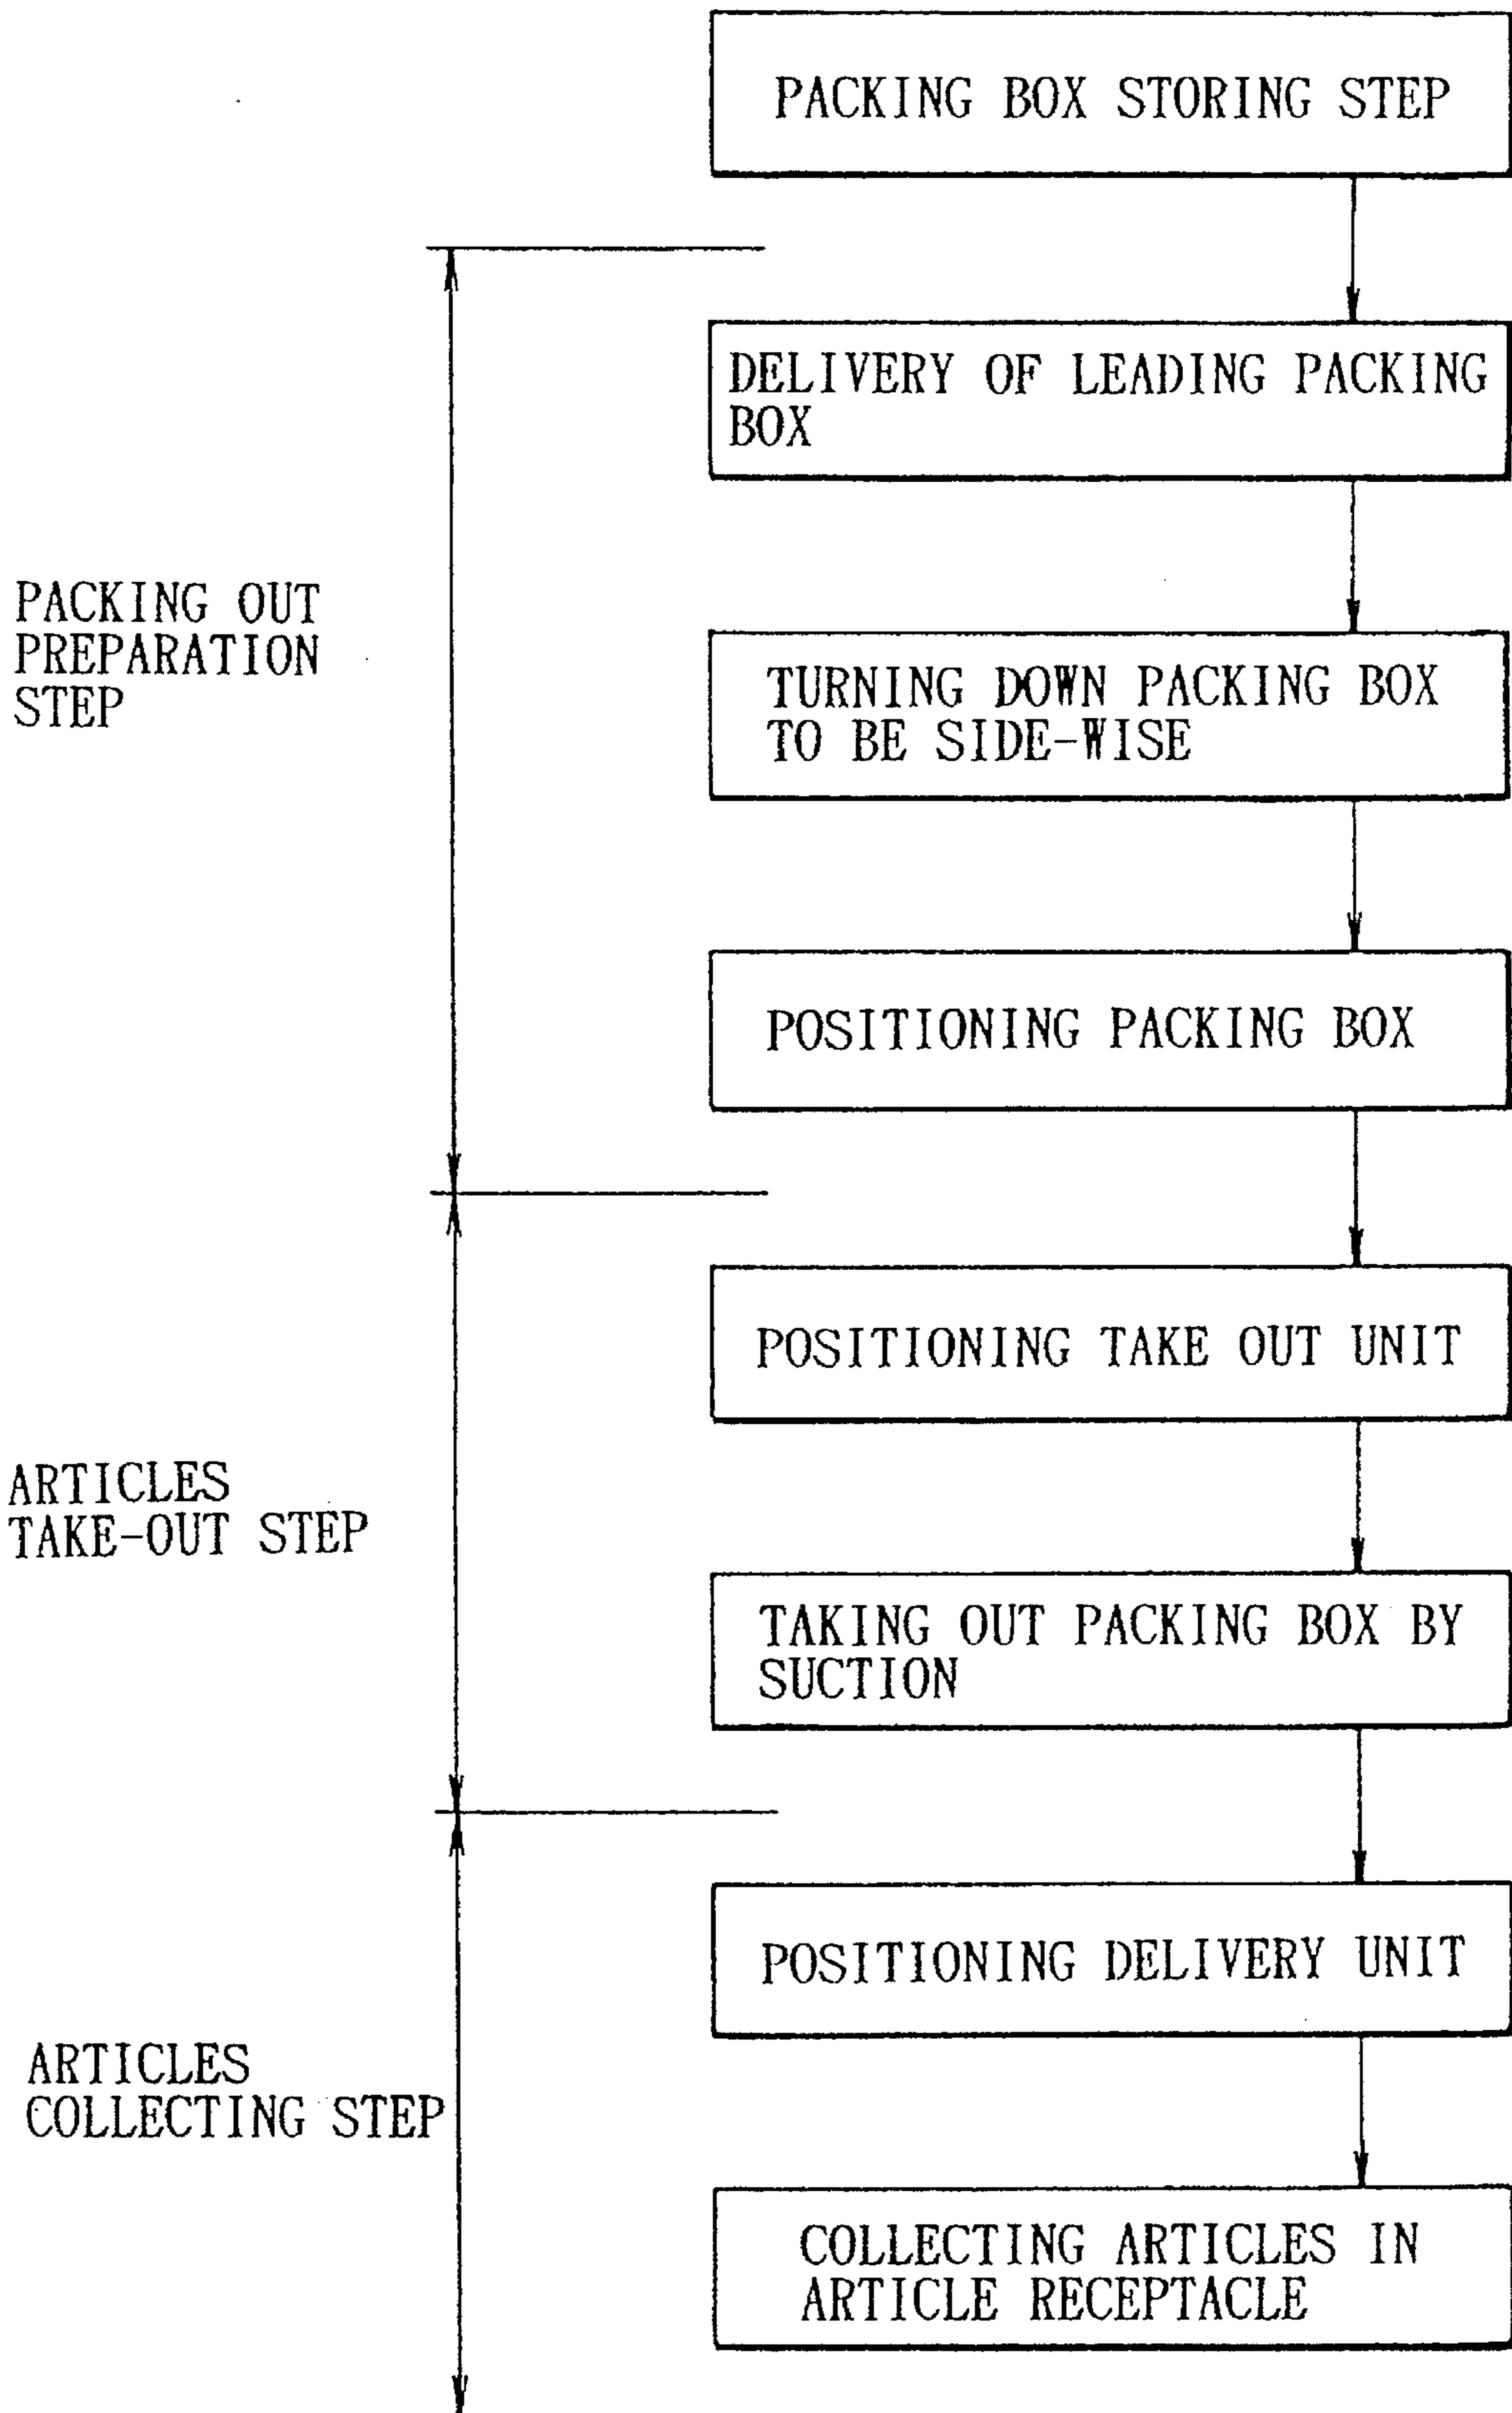 PACKING BOX STORING STEP
DELIVERY OF LEADING PACKING
BOX
PACKING OUT
PREPARATION
STEP
TURNING DOWN PACKING BOX
TO BE SIDE-WISE
POSITIONING PACKING BOX
POSITIONING TAKE OUT UNIT
ARTICLES
TAKE-OUT STEP
TAKING OUT PACKING BOX BY
SUCTION
POSITIONING DELIVERY UNIT
ARTICLES
COLLECTING STEP
COLLECTING ARTICLES IN
ARTICLE RECEPTACLE